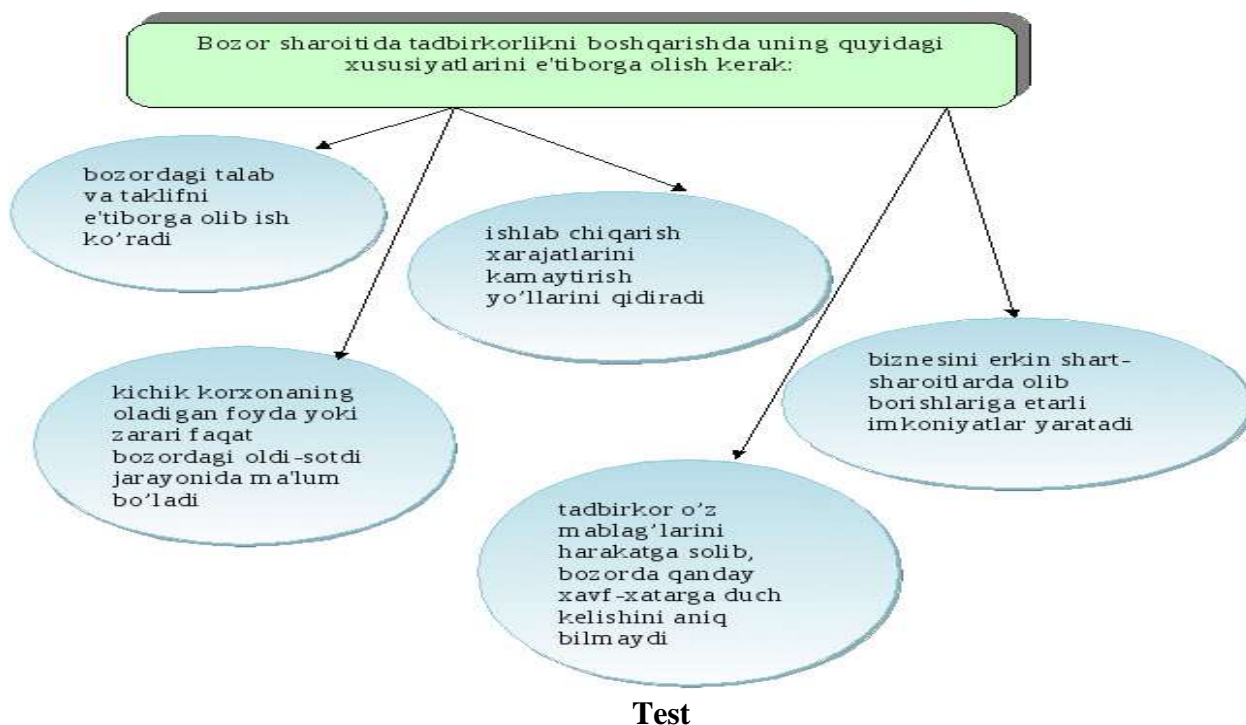 Bozor sharoitida tadbirkorlikni boshqarishda uning quyidagi
xususiyatlarini e'tiborga olish kerak:
bozordagi talab
va taklifni
e'tiborga olib ish
ko’radi
ishlab chiqarish
xarajatlarini
kamaytirish
yo’llarini qidiradi
kichik korxonaning
oladigan foyda yoki
zarari faqat
bozordagi oldi-sotdi
jarayonida ma'lum
bo’ladi
biznesini erkin shart-
sharoitlarda olib
borishlariga etarli
imkoniyatlar yaratadi
tadbirkor o’z
mablag’larini
harakatga solib,
bozorda qanday
xavf-xatarga duch
kelishini aniq
bilmaydi
Test